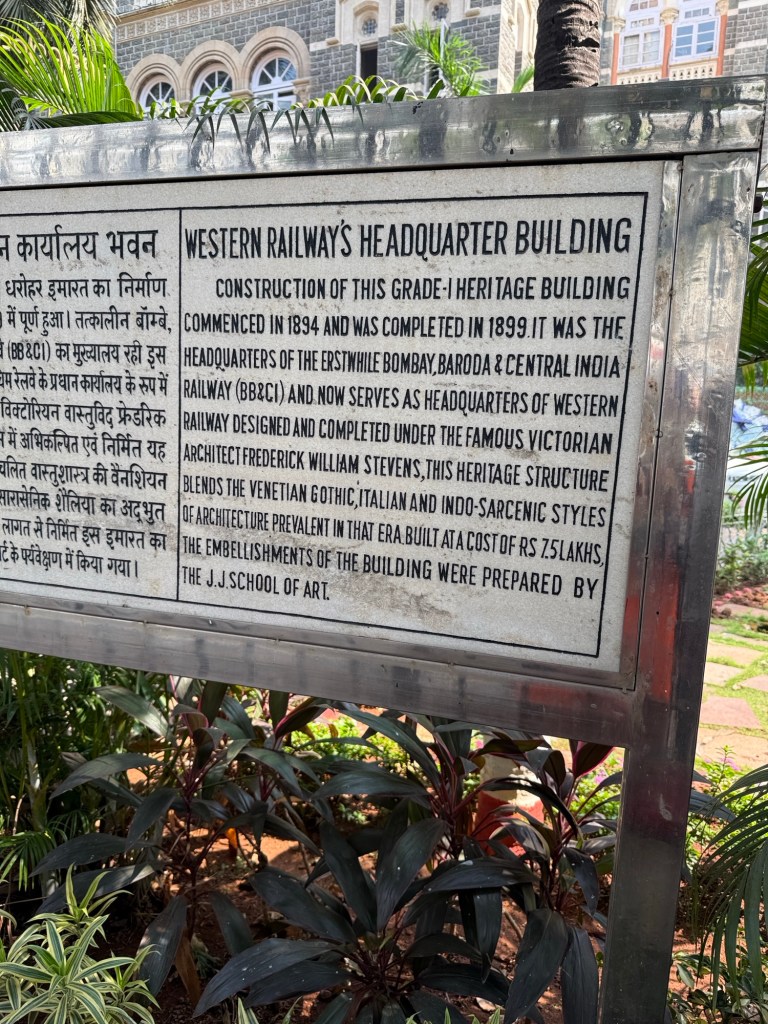 न कार्यालय भवन
धरोहर इमारत का निर्माण
में पूर्ण हुआ। तत्कालीन बॉम्बे,
(BB&CI) का मुख्यालय रही इस
रेलवे के प्रधान कार्यालय के रूप में
विक्टोरियन वास्तुविद फ्रेडरिक
में अभिकल्पित एवं निर्मित यह
वास्तुशास्त्र की वैनशियन
शैलिया का अदभुत
लागत से निर्मित इस इमारत का
के पर्यवेक्षण में किया गया।
WESTERN RAILWAY'S HEADQUARTER BUILDING
CONSTRUCTION OF THIS GRADE-I HERITAGE BUILDING
COMMENCED IN 1894 AND WAS COMPLETED IN 1899. IT WAS THE
HEADQUARTERS OF THE ERSTWHILE BOMBAY, BARODA & CENTRAL INDIA
RAILWAY (BB&CI) AND NOW SERVES AS HEADQUARTERS OF WESTERN
RAILWAY DESIGNED AND COMPLETED UNDER THE FAMOUS VICTORIAN
ARCHITECT FREDERICK WILLIAM STEVENS, THIS HERITAGE STRUCTURE
BLENDS THE VENETIAN GOTHIC, ITALIAN AND INDO-SARCENIC STYLES
OF ARCHITECTURE PREVALENT IN THAT ERA. BUILT AT A COST OF RS 7.5 LAKHS,
THE EMBELLISHMENTS OF THE BUILDING WERE PREPARED BY
THE J.J. SCHOOL OF ART.